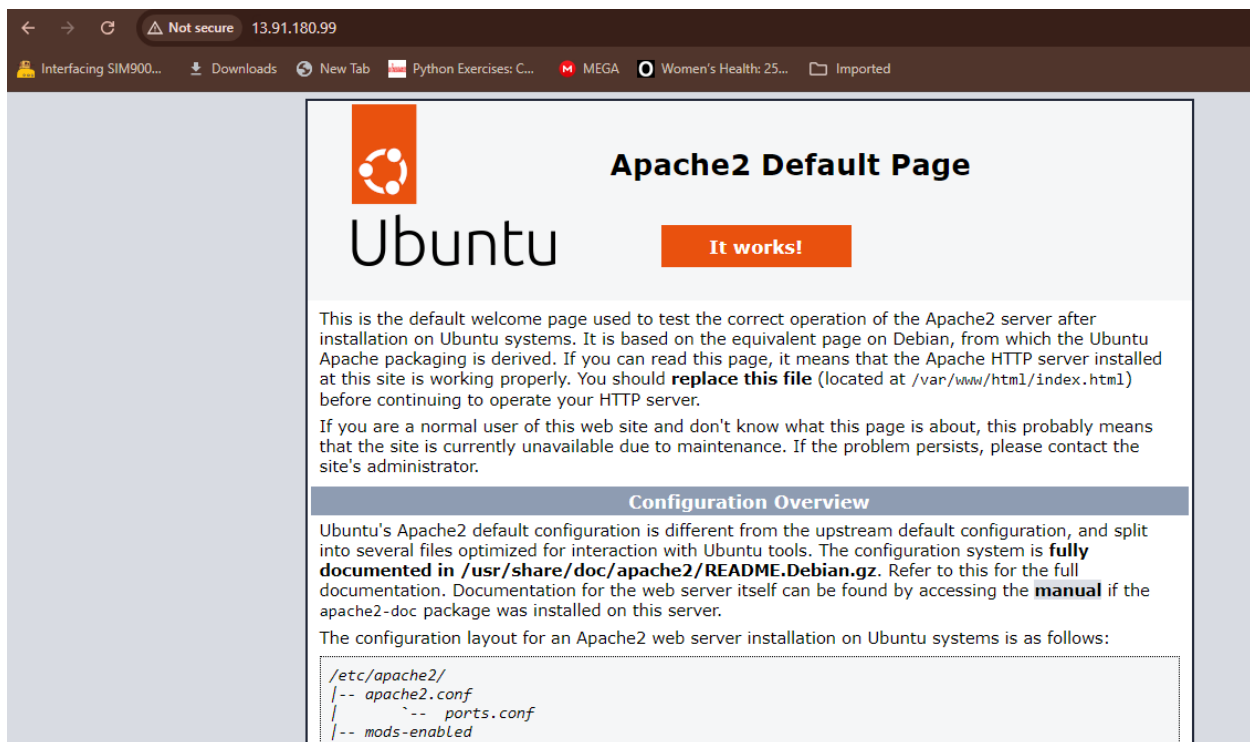 Not secure 13.91.180.99
Interfacing SIM900... Downloads New Tab Python Exercises: C... MEGA Women's Health: 25... Imported
Apache2 Default Page
Ubuntu
It works!
This is the default welcome page used to test the correct operation of the Apache2 server after
installation on Ubuntu systems. It is based on the equivalent page on Debian, from which the Ubuntu
Apache packaging is derived. If you can read this page, it means that the Apache HTTP server installed
at this site is working properly. You should replace this file (located at /var/www/html/index.html)
before continuing to operate your HTTP server.
If you are a normal user of this web site and don't know what this page is about, this probably means
that the site is currently unavailable due to maintenance. If the problem persists, please contact the
site's administrator.
Configuration Overview
Ubuntu's Apache2 default configuration is different from the upstream default configuration, and split
into several files optimized for interaction with Ubuntu tools. The configuration system is fully
documented in /usr/share/doc/apache2/README.Debian.gz. Refer to this for the full
documentation. Documentation for the web server itself can be found by accessing the manual if the
apache2-doc package was installed on this server.
The configuration layout for an Apache2 web server installation on Ubuntu systems is as follows:
/etc/apache2/
|-- apache2.conf
|       `--  ports.conf
|-- mods-enabled